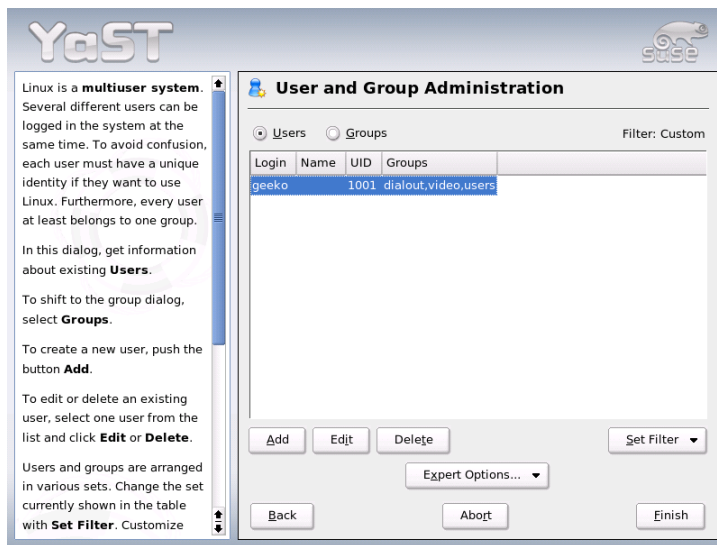 YaST
SUSE
Linux is a multiuser system.
Several different users can be
logged in the system at the
same time. To avoid confusion,
each user must have a unique
identity if they want to use
Linux. Furthermore, every user
at least belongs to one group.
In this dialog, get information
about existing Users.
To shift to the group dialog,
select Groups.
To create a new user, push the
button Add.
To edit or delete an existing
user, select one user from the
list and click Edit or Delete.
Users and groups are arranged
in various sets. Change the set
currently shown in the table
with Set Filter. Customize
User and Group Administration
Users Groups Filter: Custom
Login Name UID Groups
geeko 1001 dialout,video,users
Add Edit Delete Set Filter
Expert Options...
Back Abort Finish